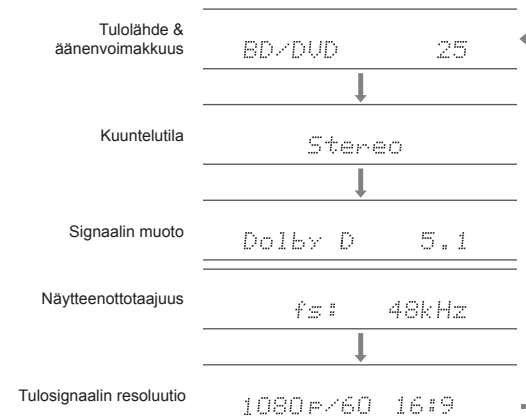 Tulolähde &
äänenvoimakkuus
BD/DVD 25
Kuuntelutila
Stereo
Signaalin muoto
Dolby D 5.1
Näytteenottotaajuus
fs: 48kHz
Tulosignaalin resoluutio
1080p/60 16:9